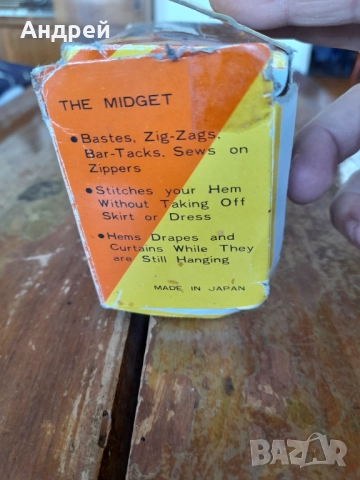 Андрей
THE MIDGET
• Bastes, Zig-Zags,
Bar-Tacks, Sews on
Zippers
• Stitches your Hem
Without Taking Off
Skirt or Dress
• Hems Drapes and
Curtains While They
are Still Hanging
MADE IN JAPAN
BAZAR